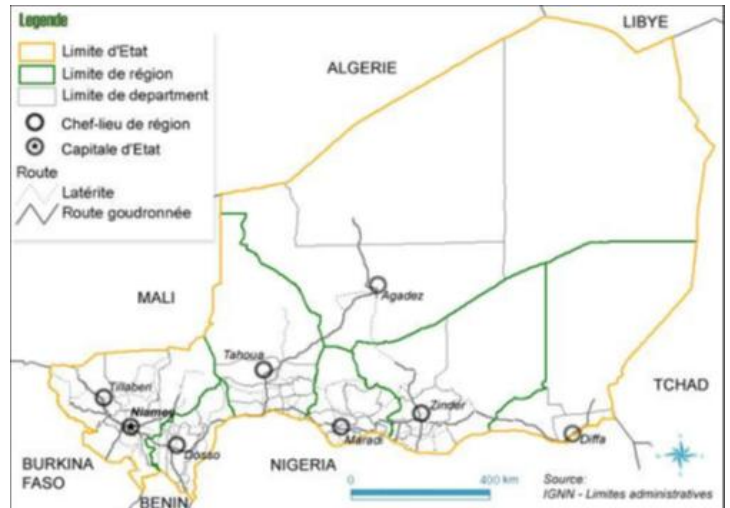 Legende
Limite d'Etat
Limite de région
Limite de department
Chef-lieu de région
Capitale d'Etat
Route
Latérite
Route goudronnée
LIBYE
ALGERIE
MALI
Agadez
Tahoua
Tillaberi
Niamey
Dosso
Maradi
Zinder
Diffa
TCHAD
BURKINA
FASO
BENIN
NIGERIA
0
400 km
Source:
IGNN - Limites administratives